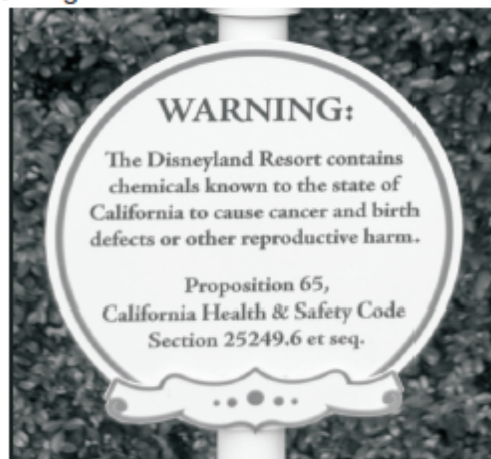 WARNING:
The Disneyland Resort contains
chemicals known to the state of
California to cause cancer and birth
defects or other reproductive harm.
Proposition 65,
California Health & Safety Code
Section 25249.6 et seq.